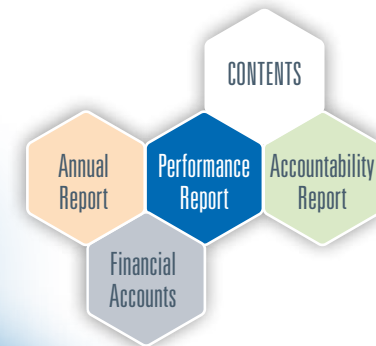 CONTENTS
Annual
Report
Performance
Report
Accountability
Report
Financial
Accounts